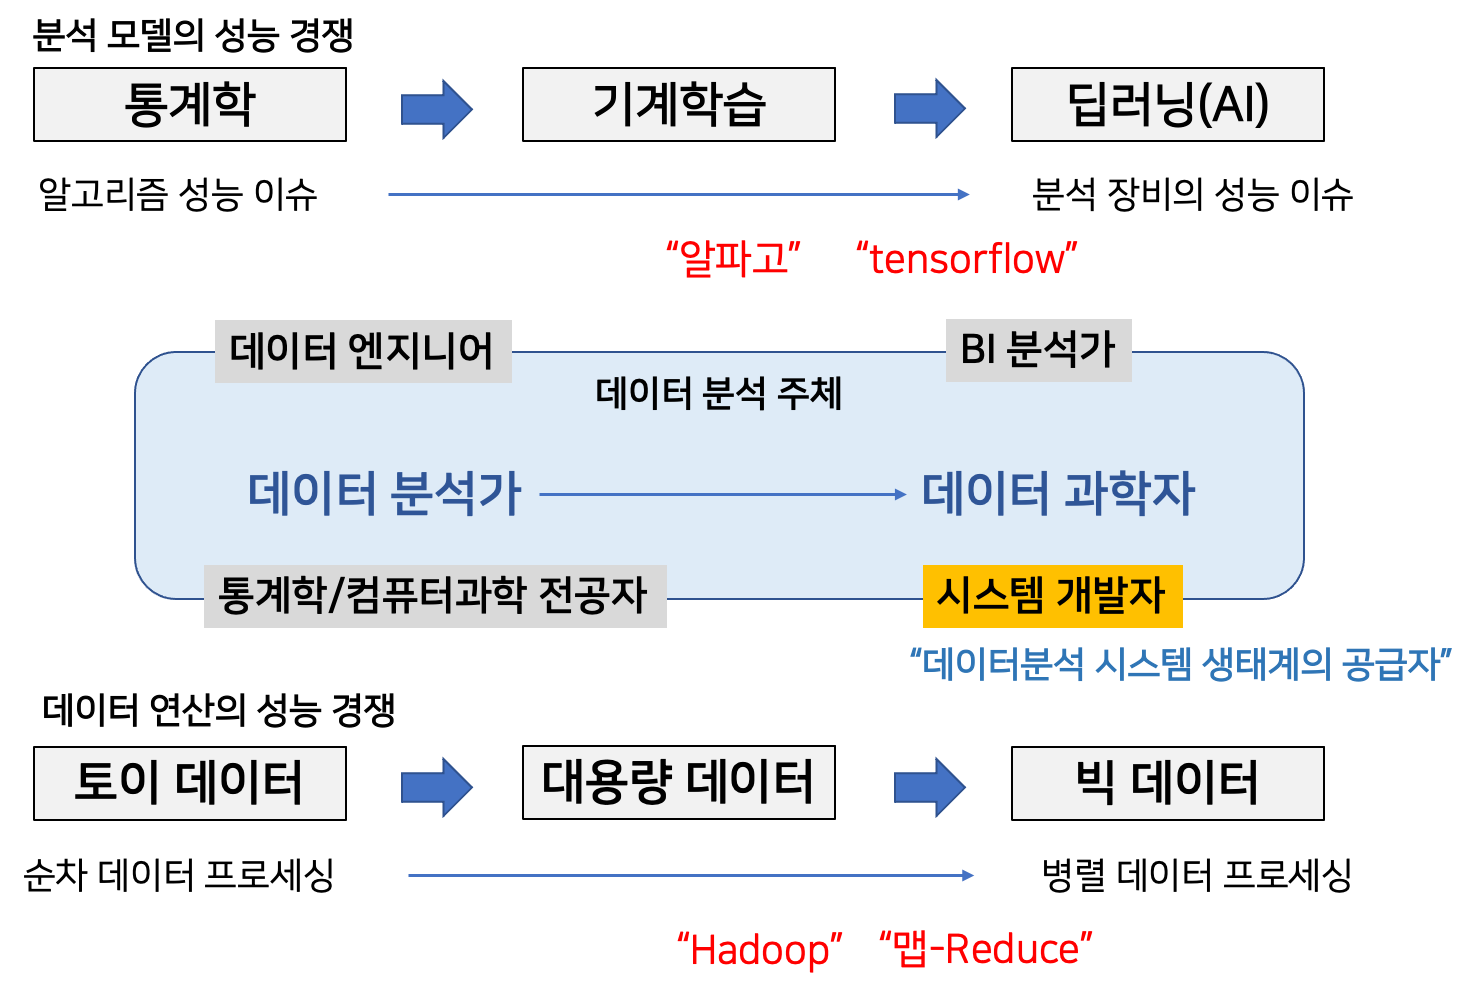 분석 모델의 성능 경쟁
통계학
기계학습
딥러닝(AI)
알고리즘 성능 이슈
분석 장비의 성능 이슈
“알파고”
“tensorflow”
데이터 엔지니어
BI 분석가
데이터 분석 주체
데이터 분석가
데이터 과학자
통계학/컴퓨터과학 전공자
시스템 개발자
“데이터분석 시스템 생태계의 공급자”
데이터 연산의 성능 경쟁
토이 데이터
대용량 데이터
빅 데이터
순차 데이터 프로세싱
병렬 데이터 프로세싱
“Hadoop”
“맵-Reduce”